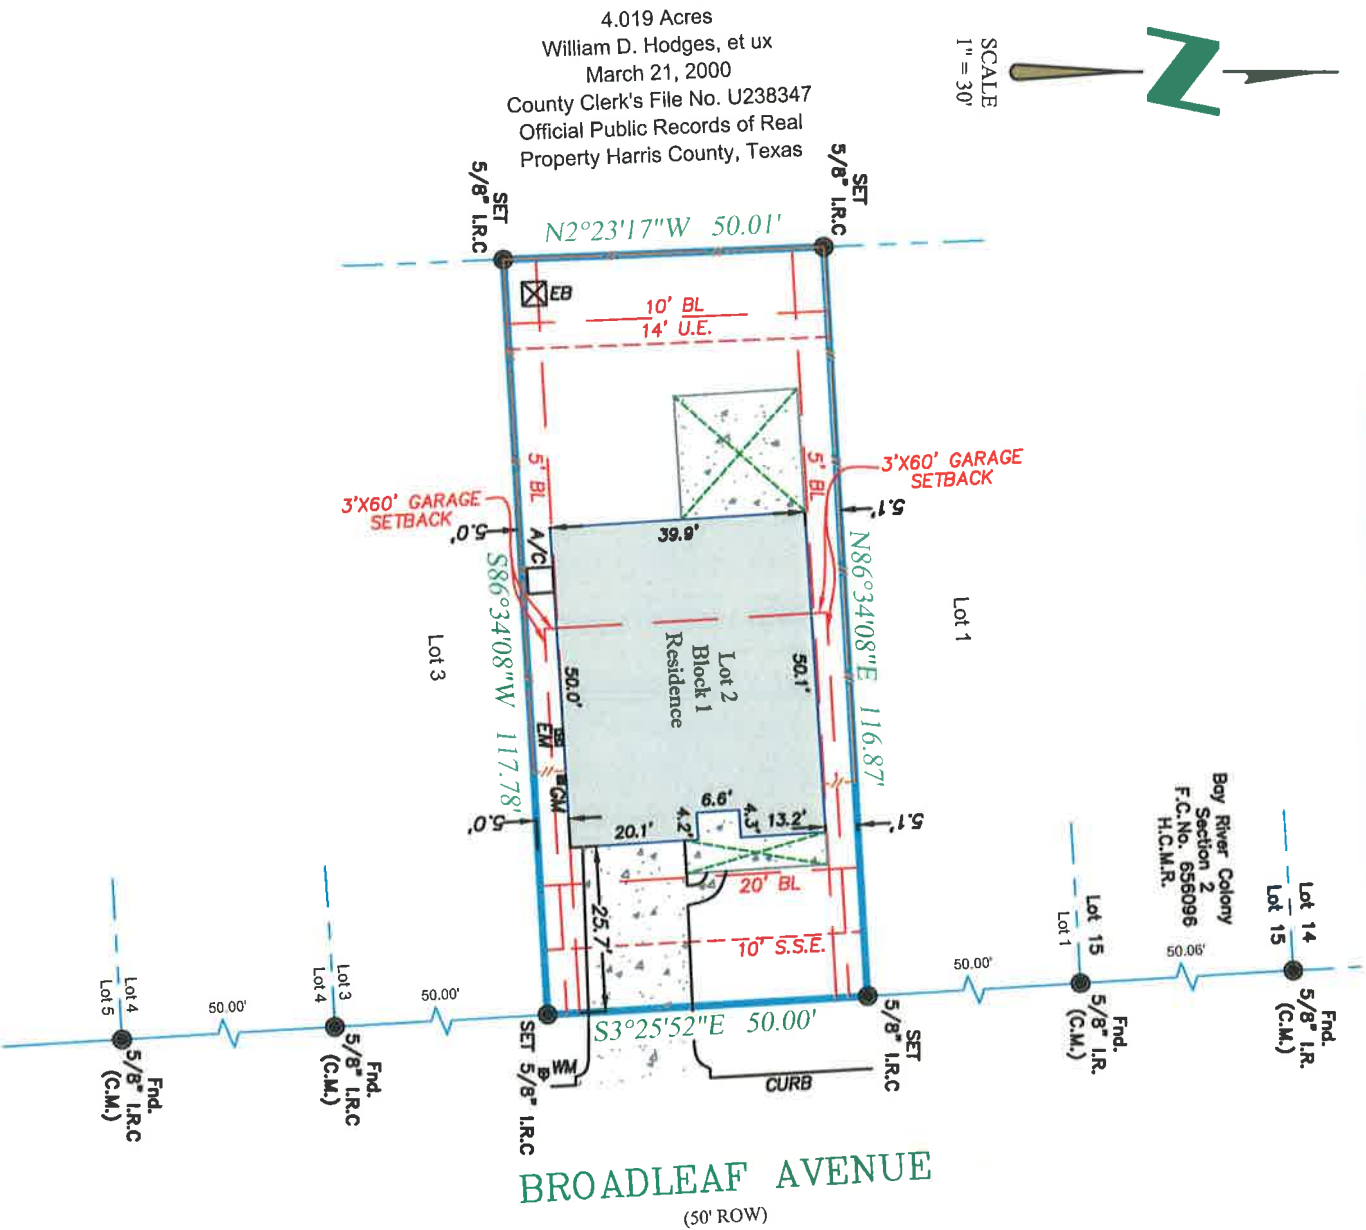 4.019 Acres
William D. Hodges, et ux
March 21, 2000
County Clerk's File No. U238347
Official Public Records of Real
Property Harris County, Texas
SCALE
1" = 30'
SET
5/8" I.R.C
SET
5/8" I.R.C
N2°23'17"W 50.01'
EB
10' BL
14' U.E.
5' BL
5' BL
3'X60' GARAGE
SETBACK
3'X60' GARAGE
SETBACK
5.0'
A/C
39.9'
5.1'
S86°34'08"W 117.78'
N86°34'08"E 116.87'
Lot 3
Lot 1
Lot 2
Block 1
Residence
50.0'
50.1'
EM
GM
5.0'
20.1'
4.2'
6.6'
4.3'
13.2'
5.1'
20' BL
25.7'
10' S.S.E.
Bay River Colony
Section 2
F.C. No. 656096
H.C.M.R.
Lot 14
Lot 15
Lot 15
Lot 1
50.06'
50.00'
Lot 3
Lot 4
Lot 4
Lot 5
50.00'
50.00'
S3°25'52"E 50.00'
Fnd.
5/8" I.R.
(C.M.)
Fnd.
5/8" I.R.
(C.M.)
SET
5/8" I.R.C
SET 5/8" I.R.C
WM
CURB
Fnd.
5/8" I.R.C
(C.M.)
Fnd.
5/8" I.R.C
(C.M.)
BROADLEAF AVENUE
(50' ROW)